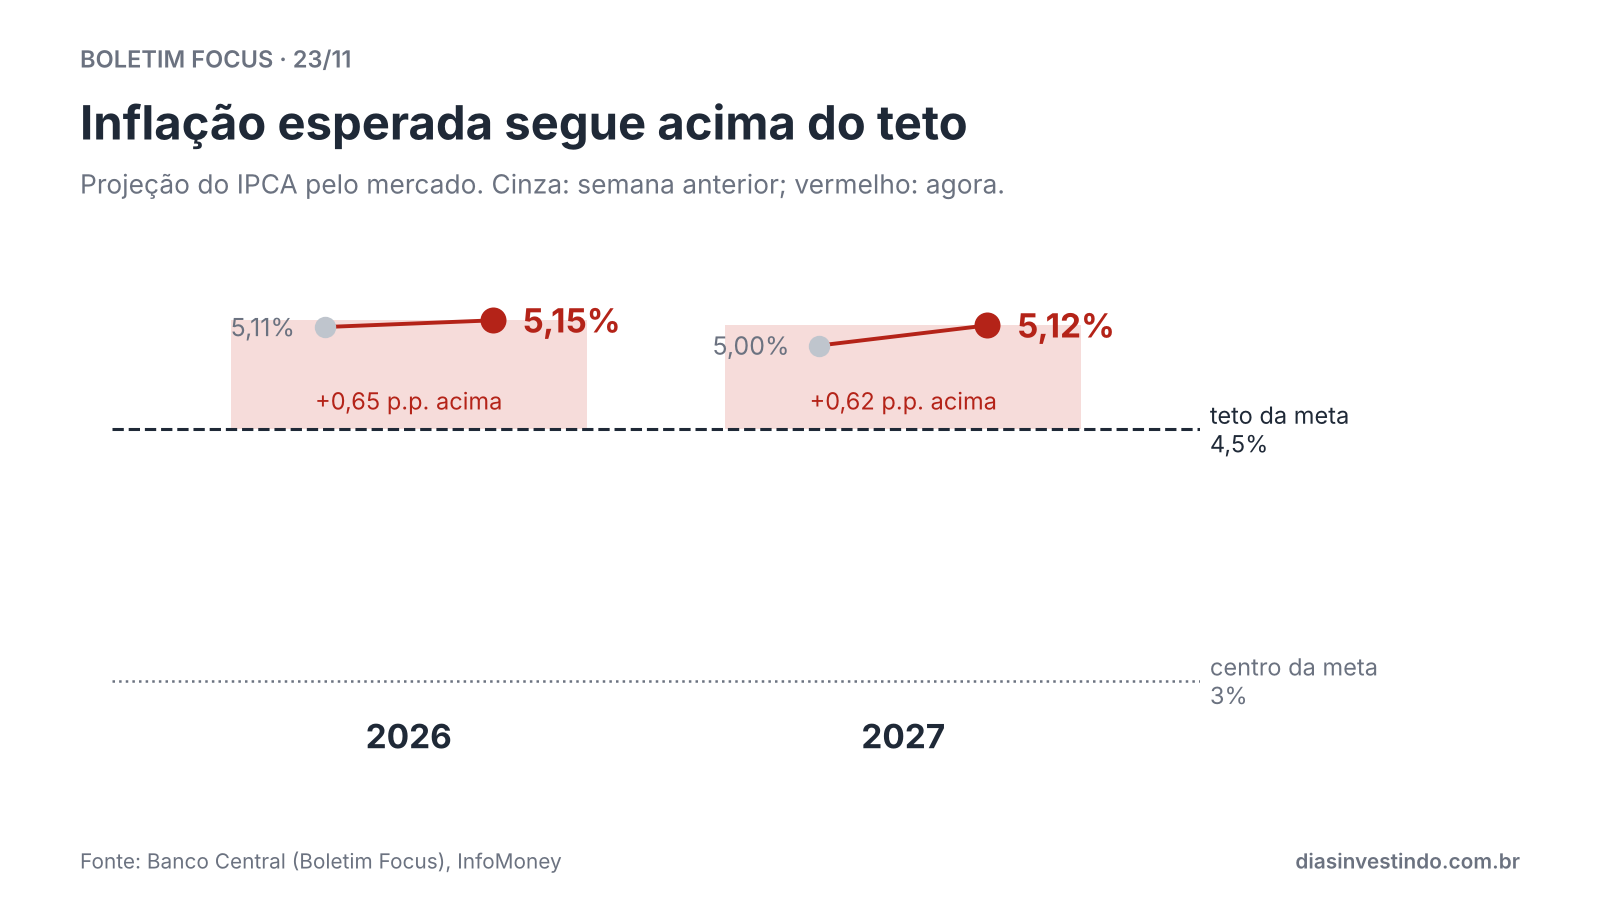 BOLETIM FOCUS · 23/11
Inflação esperada segue acima do teto
Projeção do IPCA pelo mercado. Cinza: semana anterior; vermelho: agora.
5,11%
5,15%
5,00%
5,12%
+0,65 p.p. acima
+0,62 p.p. acima
teto da meta
4,5%
centro da meta
3%
2026
2027
Fonte: Banco Central (Boletim Focus), InfoMoney
diasinvestindo.com.br